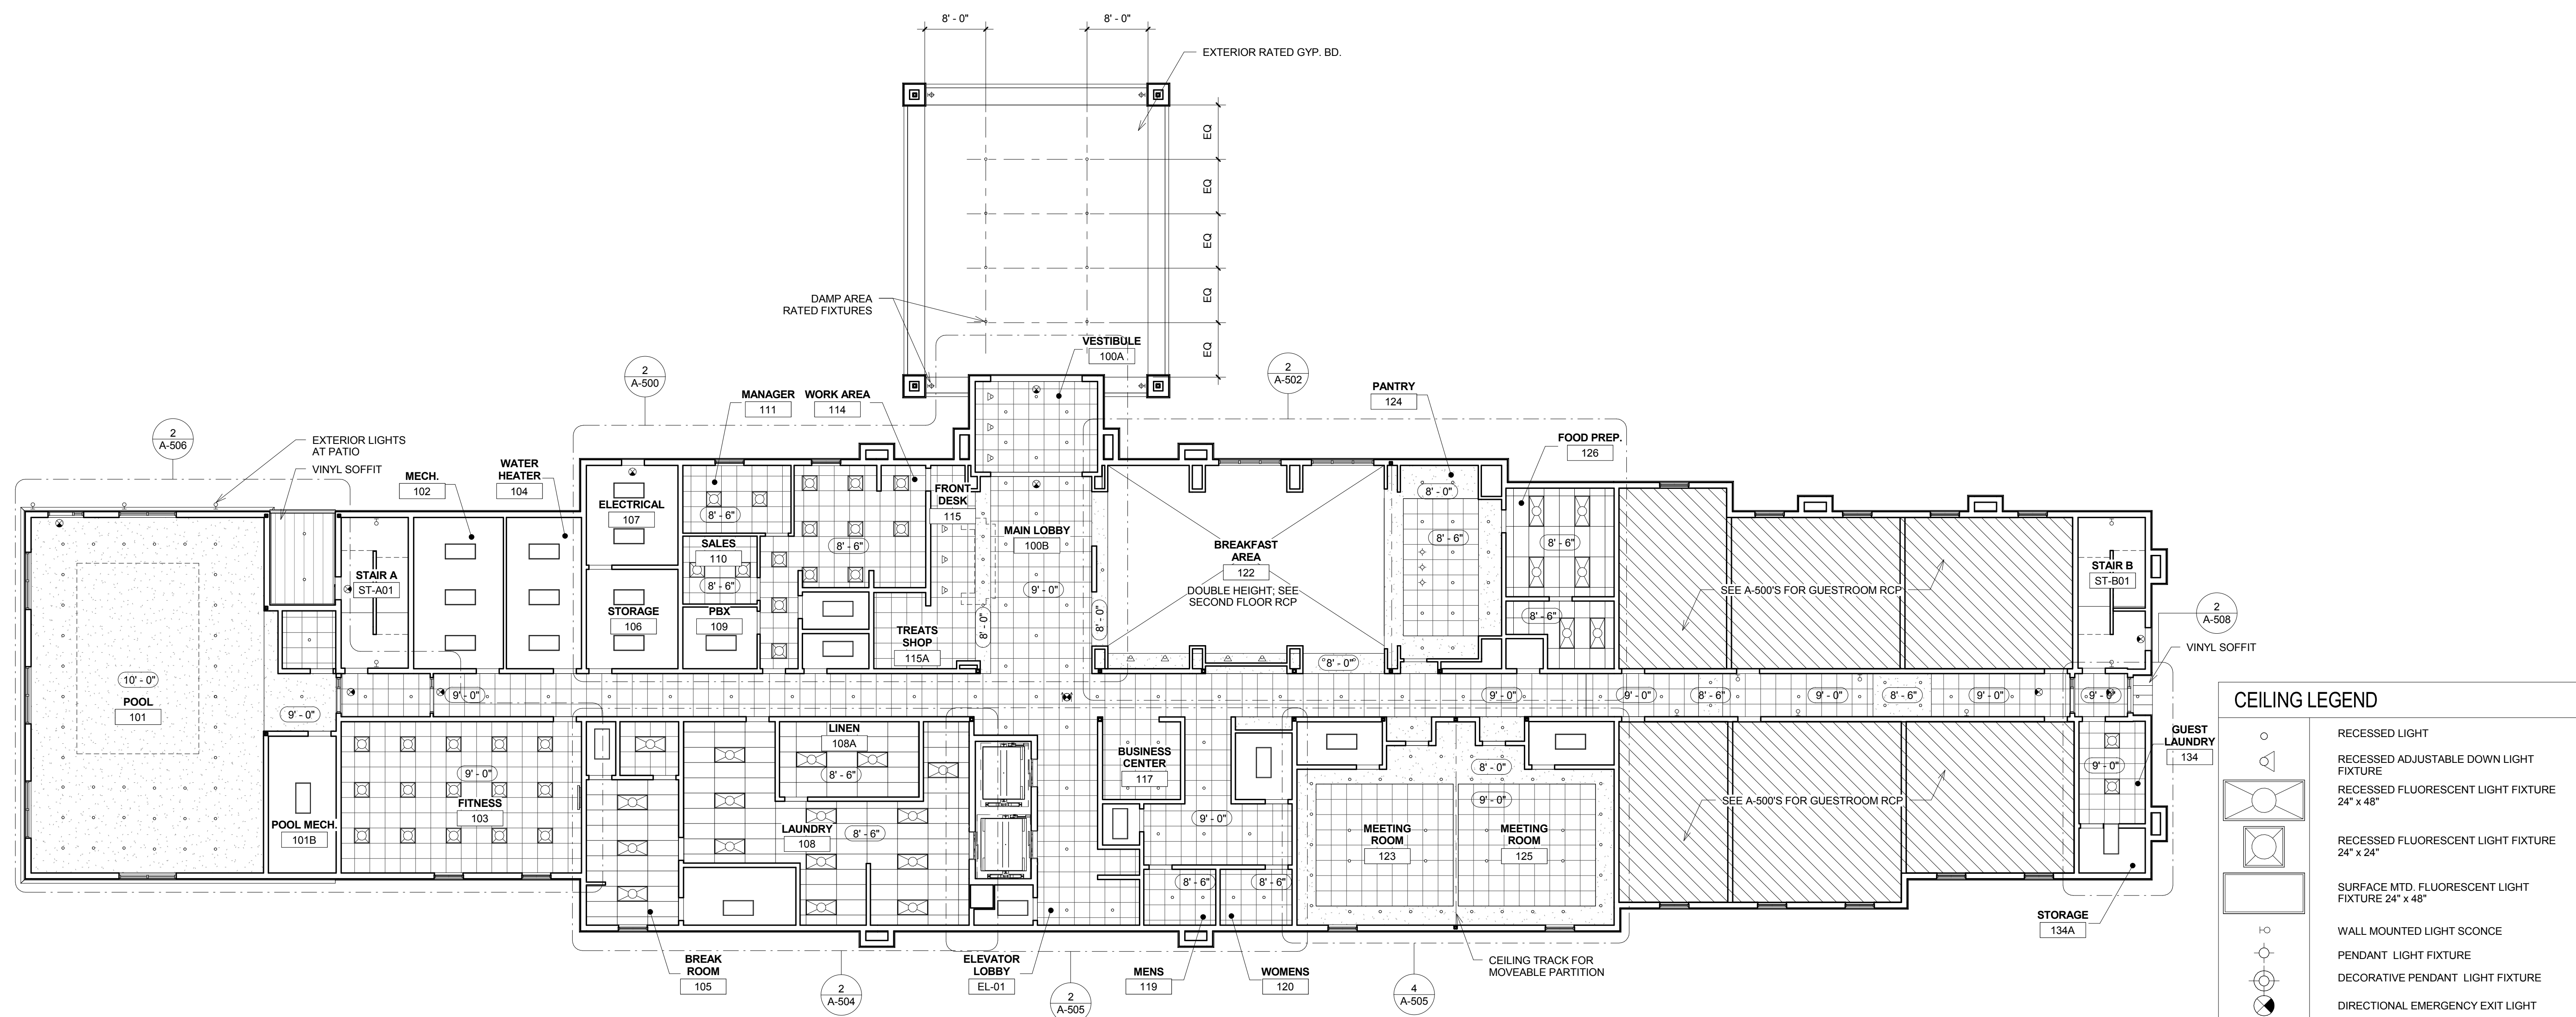 8' - 0"
8' - 0"
EXTERIOR RATED GYP. BD.
EQ
EQ
EQ
EQ
EQ
DAMP AREA
RATED FIXTURES
VESTIBULE
100A
2
A-500
2
A-502
MANAGER
111
WORK AREA
114
PANTRY
124
2
A-506
EXTERIOR LIGHTS
AT PATIO
VINYL SOFFIT
MECH.
102
WATER
HEATER
104
FOOD PREP.
126
ELECTRICAL
107
8' - 6"
FRONT
DESK
115
MAIN LOBBY
100B
8' - 0"
8' - 6"
8' - 6"
8' - 6"
SALES
110
8' - 6"
BREAKFAST
AREA
122
DOUBLE HEIGHT; SEE
SECOND FLOOR RCP
STAIR A
ST-A01
STORAGE
106
PBX
109
TREATS
SHOP
115A
8' - 0"
9' - 0"
8' - 0"
8' - 0"
8' - 6"
SEE A-500'S FOR GUESTROOM RCP
STAIR B
ST-B01
2
A-508
VINYL SOFFIT
10' - 0"
POOL
101
9' - 0"
9' - 0"
9' - 0"
9' - 0"
8' - 6"
9' - 0"
8' - 6"
9' - 0"
9' - 0"
GUEST
LAUNDRY
134
9' - 0"
POOL MECH.
101B
9' - 0"
FITNESS
103
LINEN
108A
8' - 6"
LAUNDRY
108
8' - 6"
BUSINESS
CENTER
117
9' - 0"
8' - 6"
8' - 6"
8' - 0"
9' - 0"
MEETING
ROOM
123
MEETING
ROOM
125
SEE A-500'S FOR GUESTROOM RCP
STORAGE
134A
BREAK
ROOM
105
2
A-504
ELEVATOR
LOBBY
EL-01
2
A-505
MENS
119
WOMENS
120
4
A-505
CEILING TRACK FOR
MOVEABLE PARTITION
CEILING LEGEND
RECESSED LIGHT
RECESSED ADJUSTABLE DOWN LIGHT
FIXTURE
RECESSED FLUORESCENT LIGHT FIXTURE
24" x 48"
RECESSED FLUORESCENT LIGHT FIXTURE
24" x 24"
SURFACE MTD. FLUORESCENT LIGHT
FIXTURE 24" x 48"
WALL MOUNTED LIGHT SCONCE
PENDANT LIGHT FIXTURE
DECORATIVE PENDANT LIGHT FIXTURE
DIRECTIONAL EMERGENCY EXIT LIGHT